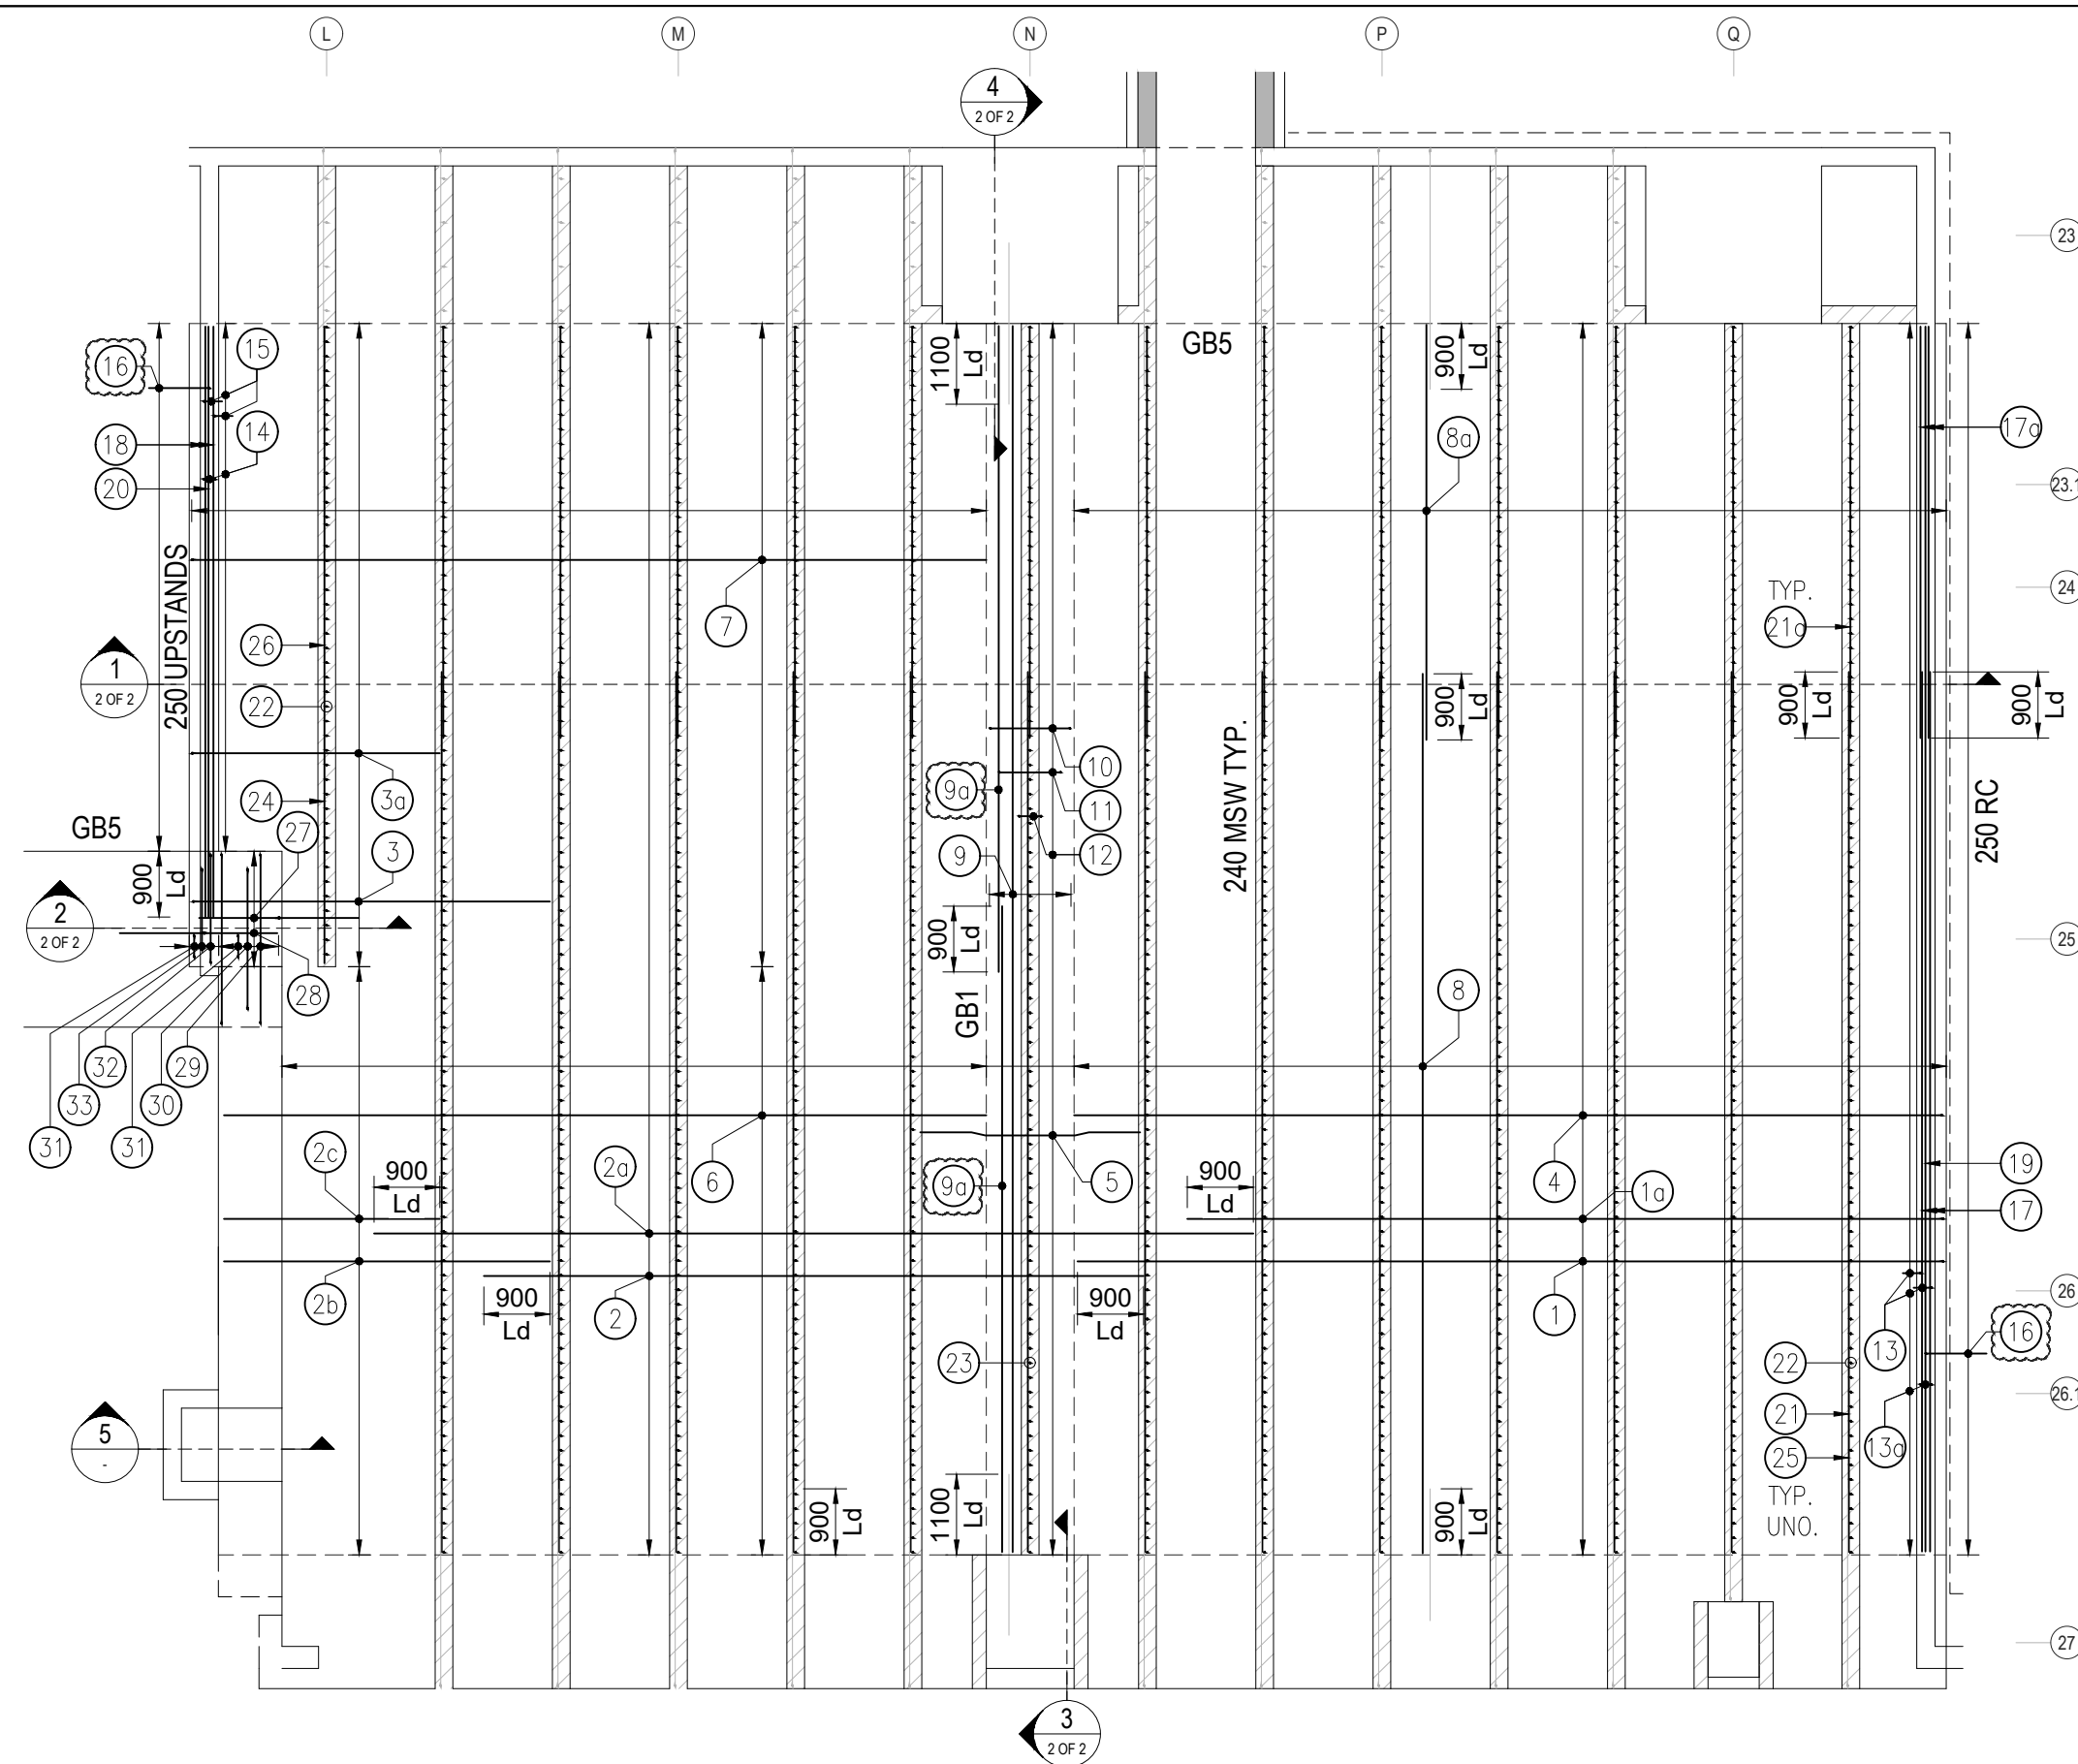 L
M
N
P
Q
4
2 OF 2
23
16
15
18
14
20
1100
Ld
GB5
900
Ld
8a
17a
23.1
250 UPSTANDS
7
TYP.
21a
24
26
1
2 OF 2
22
900
Ld
900
Ld
900
Ld
240 MSW TYP.
10
9a
11
24
3a
27
GB5
3
9
12
250 RC
900
Ld
2
2 OF 2
900
Ld
25
28
8
GB1
32
29
33
30
31
31
2c
900
Ld
2a
6
9a
5
900
Ld
4
1a
19
17
2b
900
Ld
2
900
Ld
1
26
13
16
23
22
21
26.1
5
-
25
13a
TYP.
UNO.
900
Ld
1100
Ld
900
Ld
27
3
2 OF 2